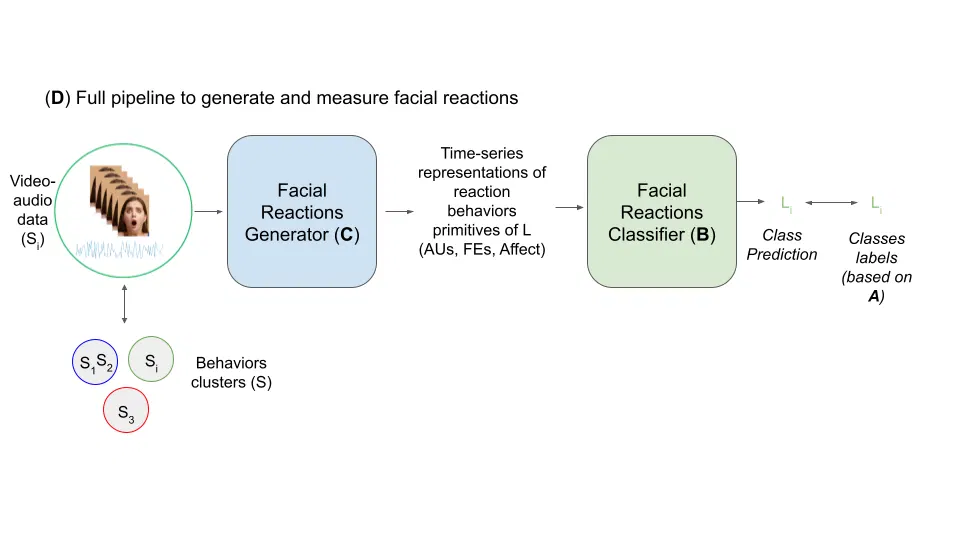 (D) Full pipeline to generate and measure facial reactions
Video-
audio
data
(Si)
Facial
Reactions
Generator (C)
Time-series
representations of
reaction
behaviors
primitives of L
(AUs, FEs, Affect)
Facial
Reactions
Classifier (B)
Li
Class
Prediction
Li
Classes
labels
(based on
A)
S1S2
Si
S3
Behaviors
clusters (S)